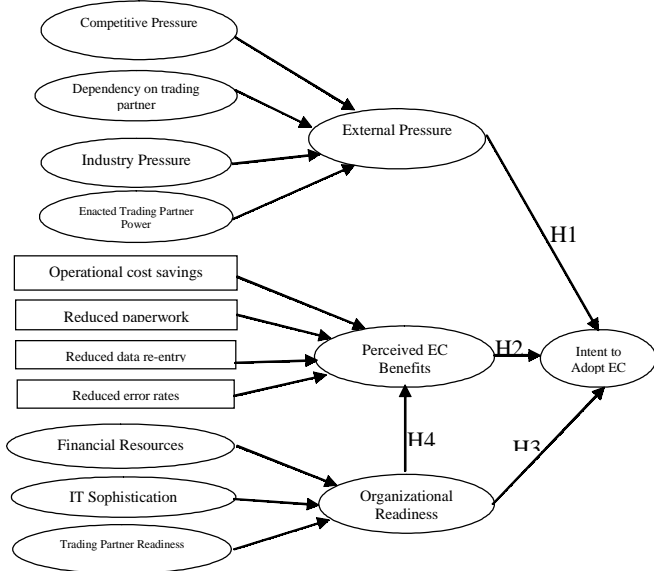 Competitive Pressure
Dependency on trading
partner
External Pressure
Industry Pressure
Enacted Trading Partner
Power
H1
Operational cost savings
Reduced paperwork
Reduced data re-entry
Reduced error rates
Perceived EC
Benefits
H2
Intent to
Adopt EC
H4
H3
Financial Resources
IT Sophistication
Trading Partner Readiness
Organizational
Readiness